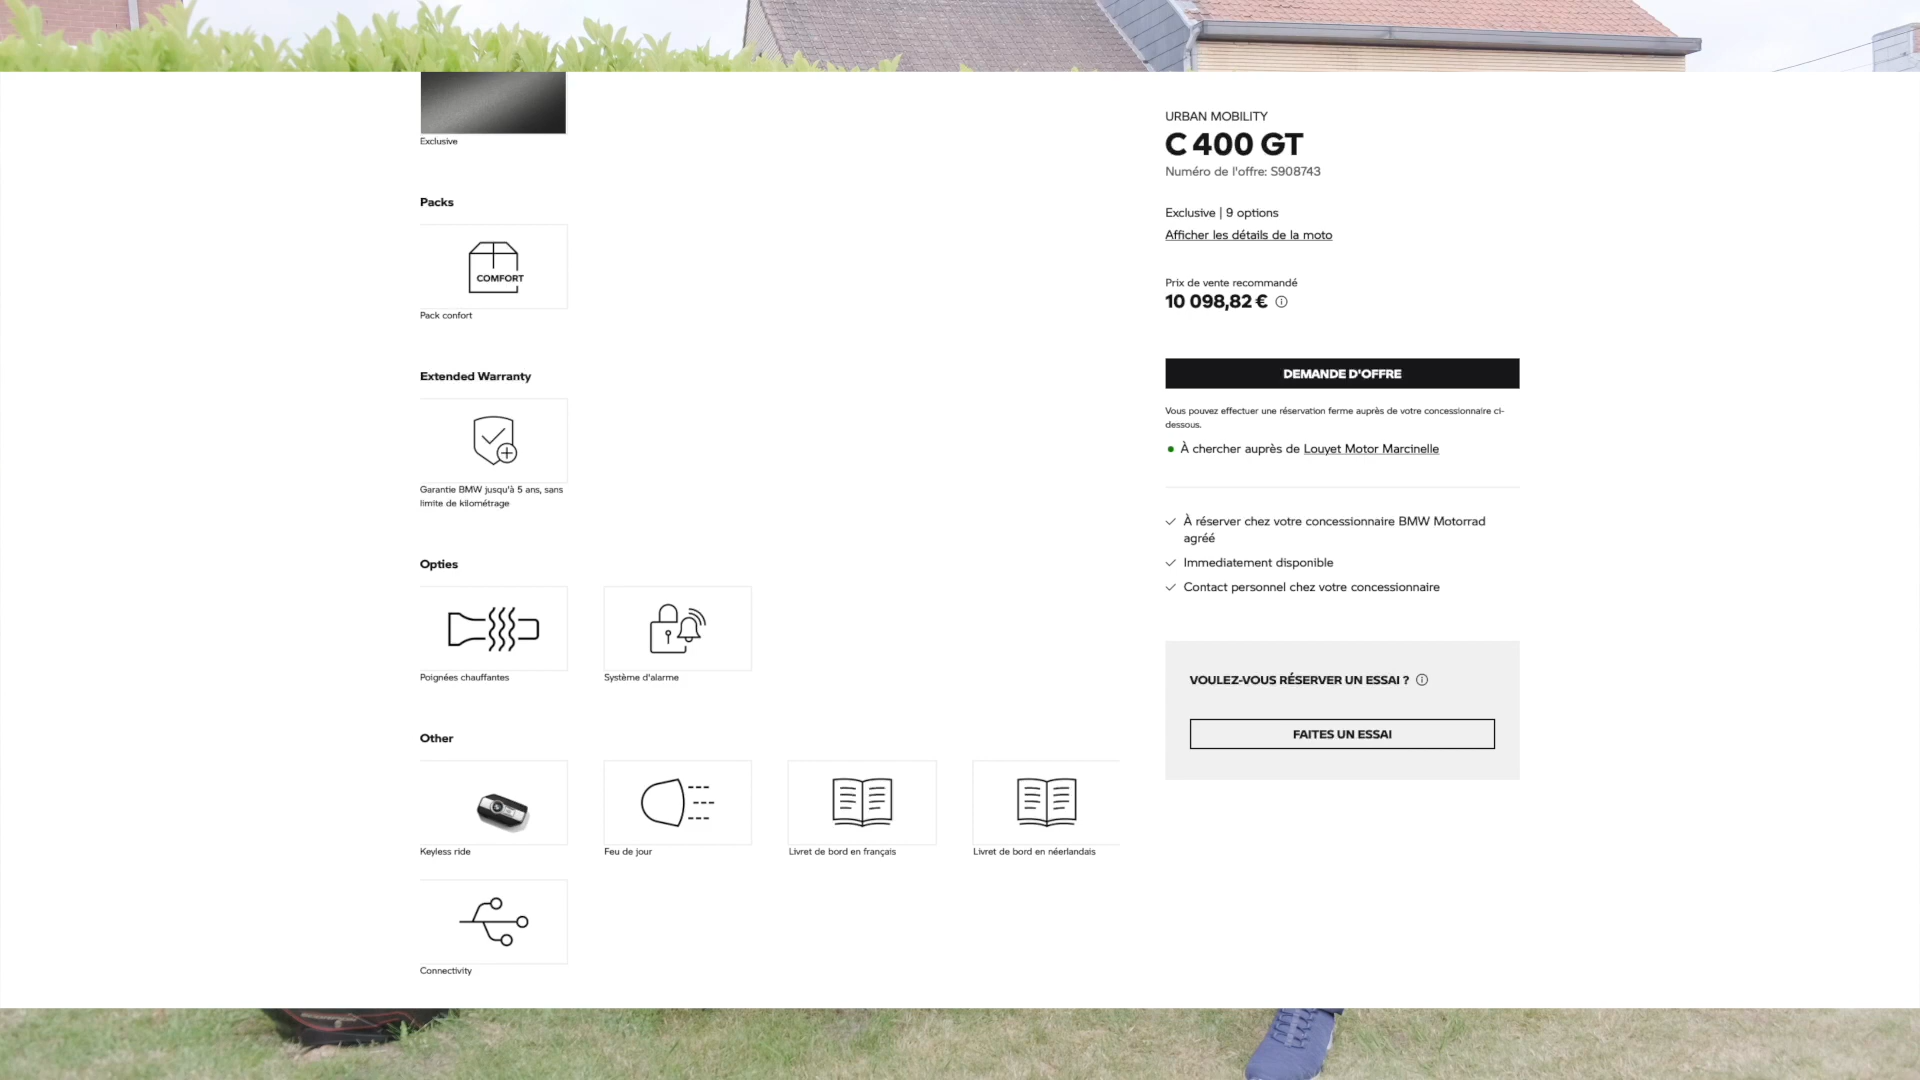 Exclusive
Packs
COMFORT
Pack confort
Extended Warranty
Garantie BMW jusqu'à 5 ans, sans
limite de kilométrage
Opties
Poignées chauffantes
Système d'alarme
Other
Keyless ride
Feu de jour
Livret de bord en français
Livret de bord en néerlandais
Connectivity
URBAN MOBILITY
C 400 GT
Numéro de l'offre: S908743
Exclusive | 9 options
Afficher les détails de la moto
Prix de vente recommandé
10 098,82 €
DEMANDE D'OFFRE
Vous pouvez effectuer une réservation ferme auprès de votre concessionnaire ci-
dessous.
À chercher auprès de Louyet Motor Marcinelle
À réserver chez votre concessionnaire BMW Motorrad
agréé
Immediatement disponible
Contact personnel chez votre concessionnaire
VOULEZ-VOUS RÉSERVER UN ESSAI ?
FAITES UN ESSAI